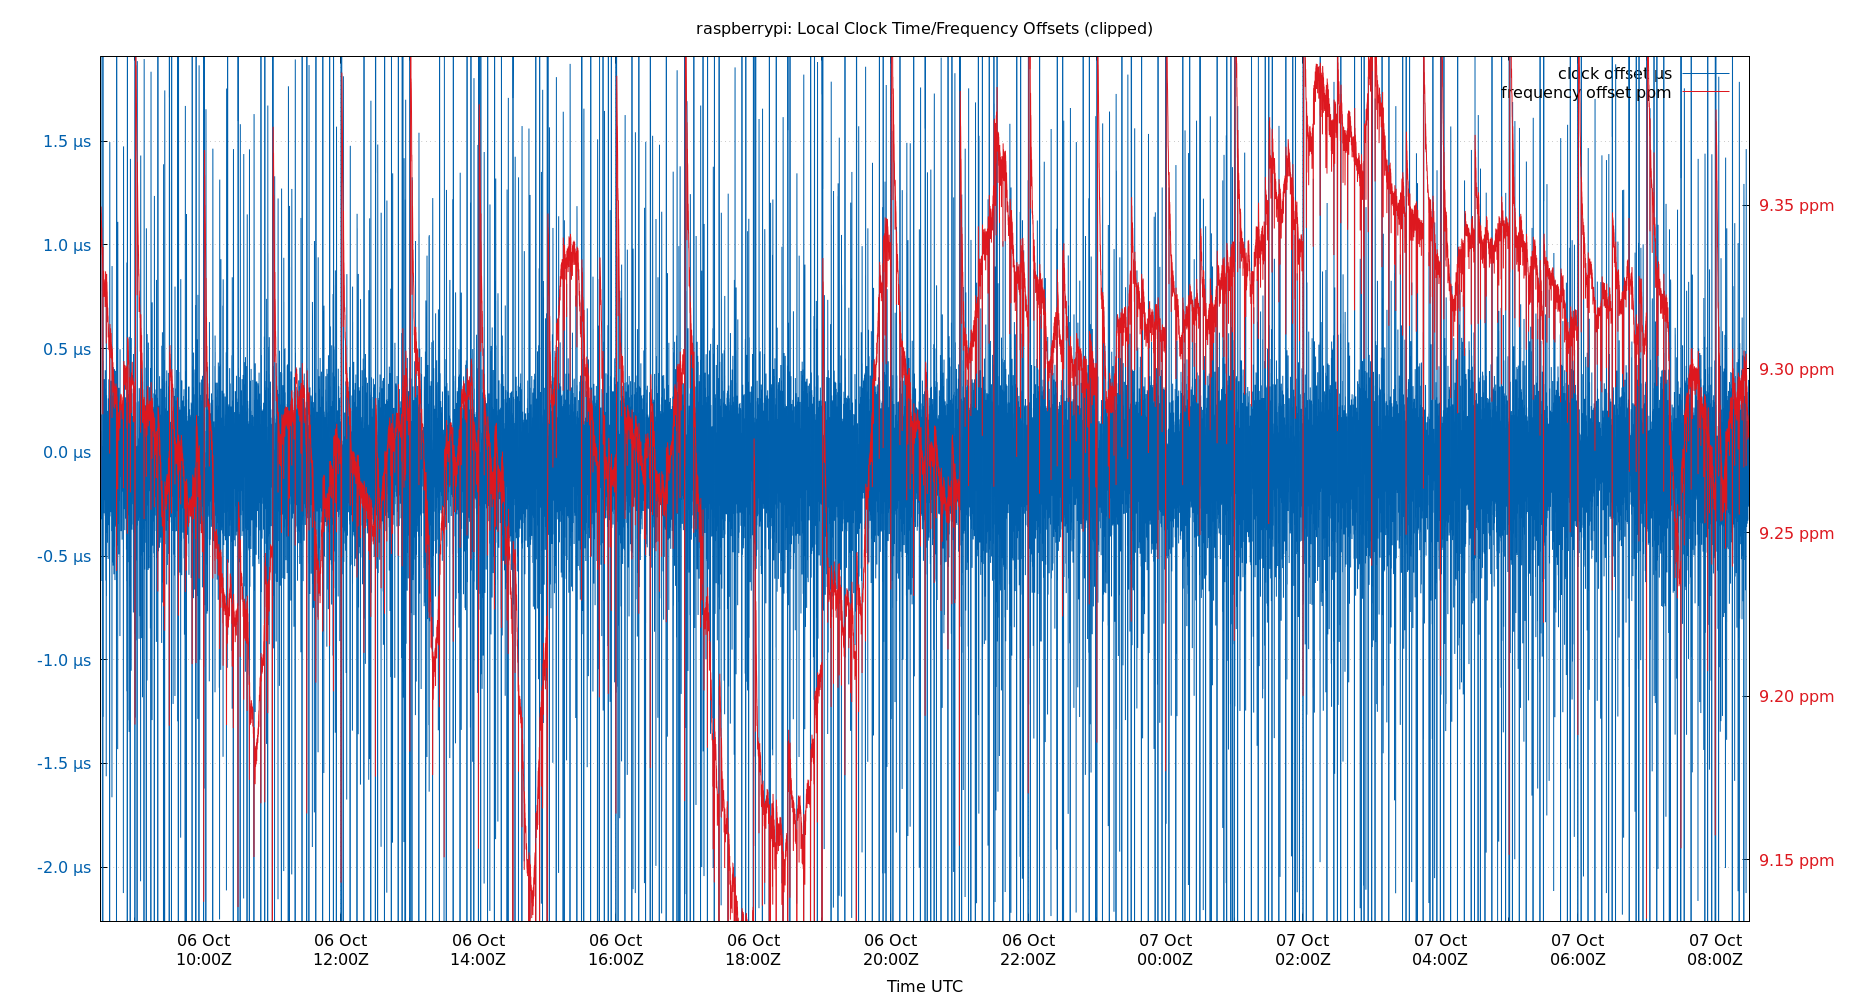 raspberrypi: Local Clock Time/Frequency Offsets (clipped)
clock offset µs
frequency offset ppm
1.5 µs
1.0 µs
0.5 µs
0.0 µs
-0.5 µs
-1.0 µs
-1.5 µs
-2.0 µs
9.35 ppm
9.30 ppm
9.25 ppm
9.20 ppm
9.15 ppm
06 Oct 06 Oct 06 Oct 06 Oct 06 Oct 06 Oct 06 Oct 07 Oct 07 Oct 07 Oct 07 Oct 07 Oct
10:00Z 12:00Z 14:00Z 16:00Z 18:00Z 20:00Z 22:00Z 00:00Z 02:00Z 04:00Z 06:00Z 08:00Z
Time UTC